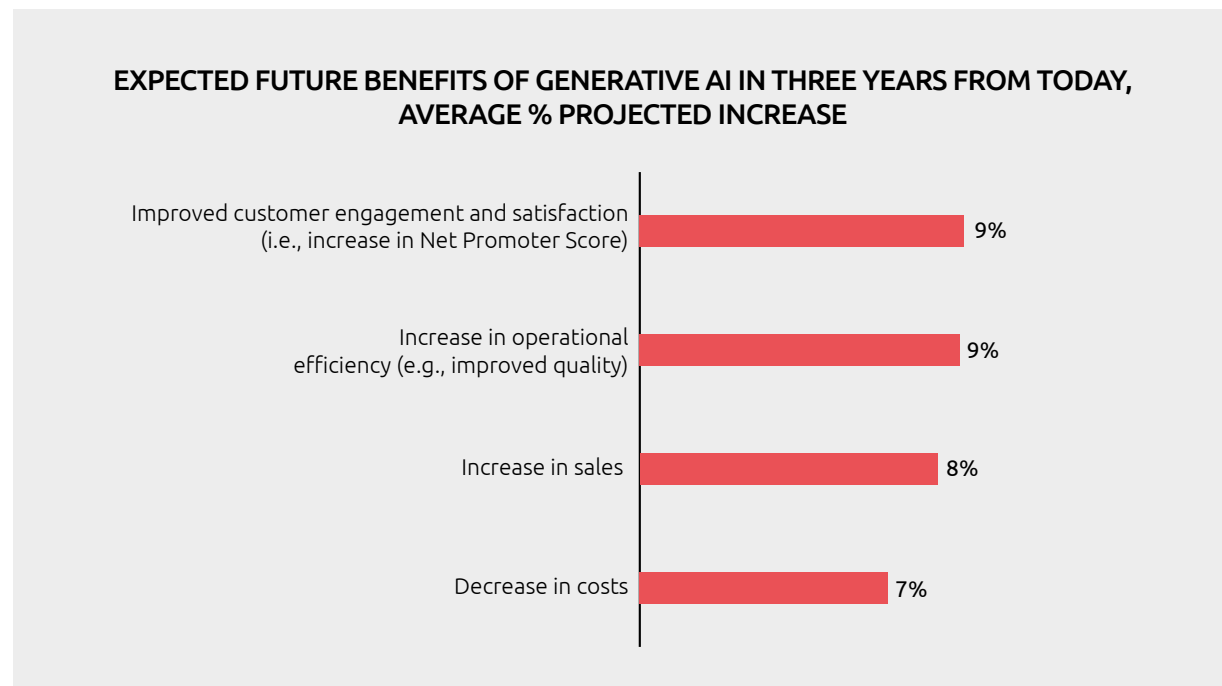 EXPECTED FUTURE BENEFITS OF GENERATIVE AI IN THREE YEARS FROM TODAY,
AVERAGE % PROJECTED INCREASE
Improved customer engagement and satisfaction
(i.e., increase in Net Promoter Score)
9%
Increase in operational
efficiency (e.g., improved quality)
9%
Increase in sales
8%
Decrease in costs
7%